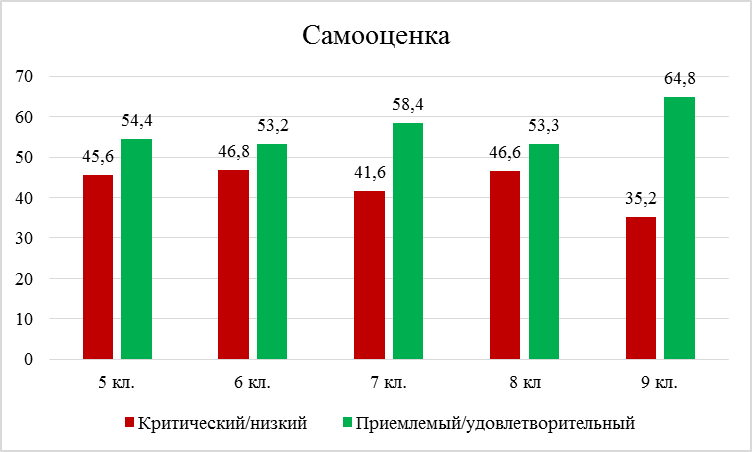 Самооценка
70
60
50
40
30
20
10
0
45,6
54,4
46,8
53,2
41,6
58,4
46,6
53,3
35,2
64,8
5 кл.
6 кл.
7 кл.
8 кл
9 кл.
Критический/низкий
Приемлемый/удовлетворительный